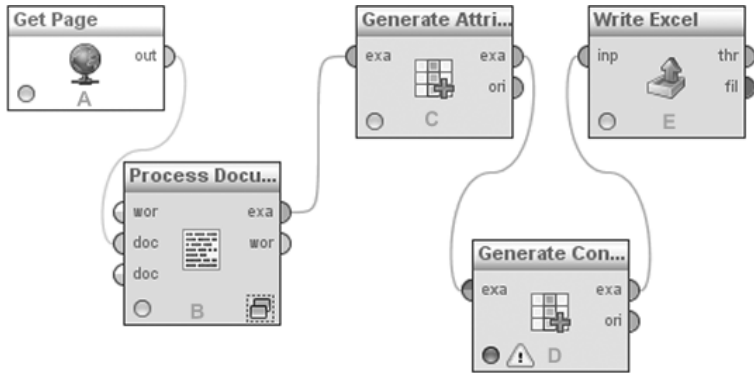 Get Page
out
A
Process Docu...
wor
exa
doc
wor
doc
B
Generate Attri...
exa
exa
ori
C
Write Excel
inp
thr
fil
E
Generate Con...
exa
exa
ori
D